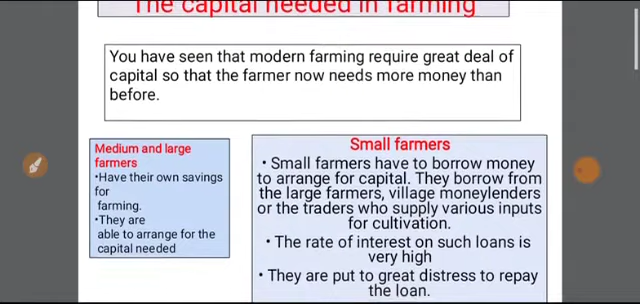 The capital needed in farming
You have seen that modern farming require great deal of
capital so that the farmer now needs more money than
before.
Medium and large
farmers
•Have their own savings
for
farming.
•They are
able to arrange for the
capital needed
Small farmers
• Small farmers have to borrow money
to arrange for capital. They borrow from
the large farmers, village moneylenders
or the traders who supply various inputs
for cultivation.
• The rate of interest on such loans is
very high
• They are put to great distress to repay
the loan.